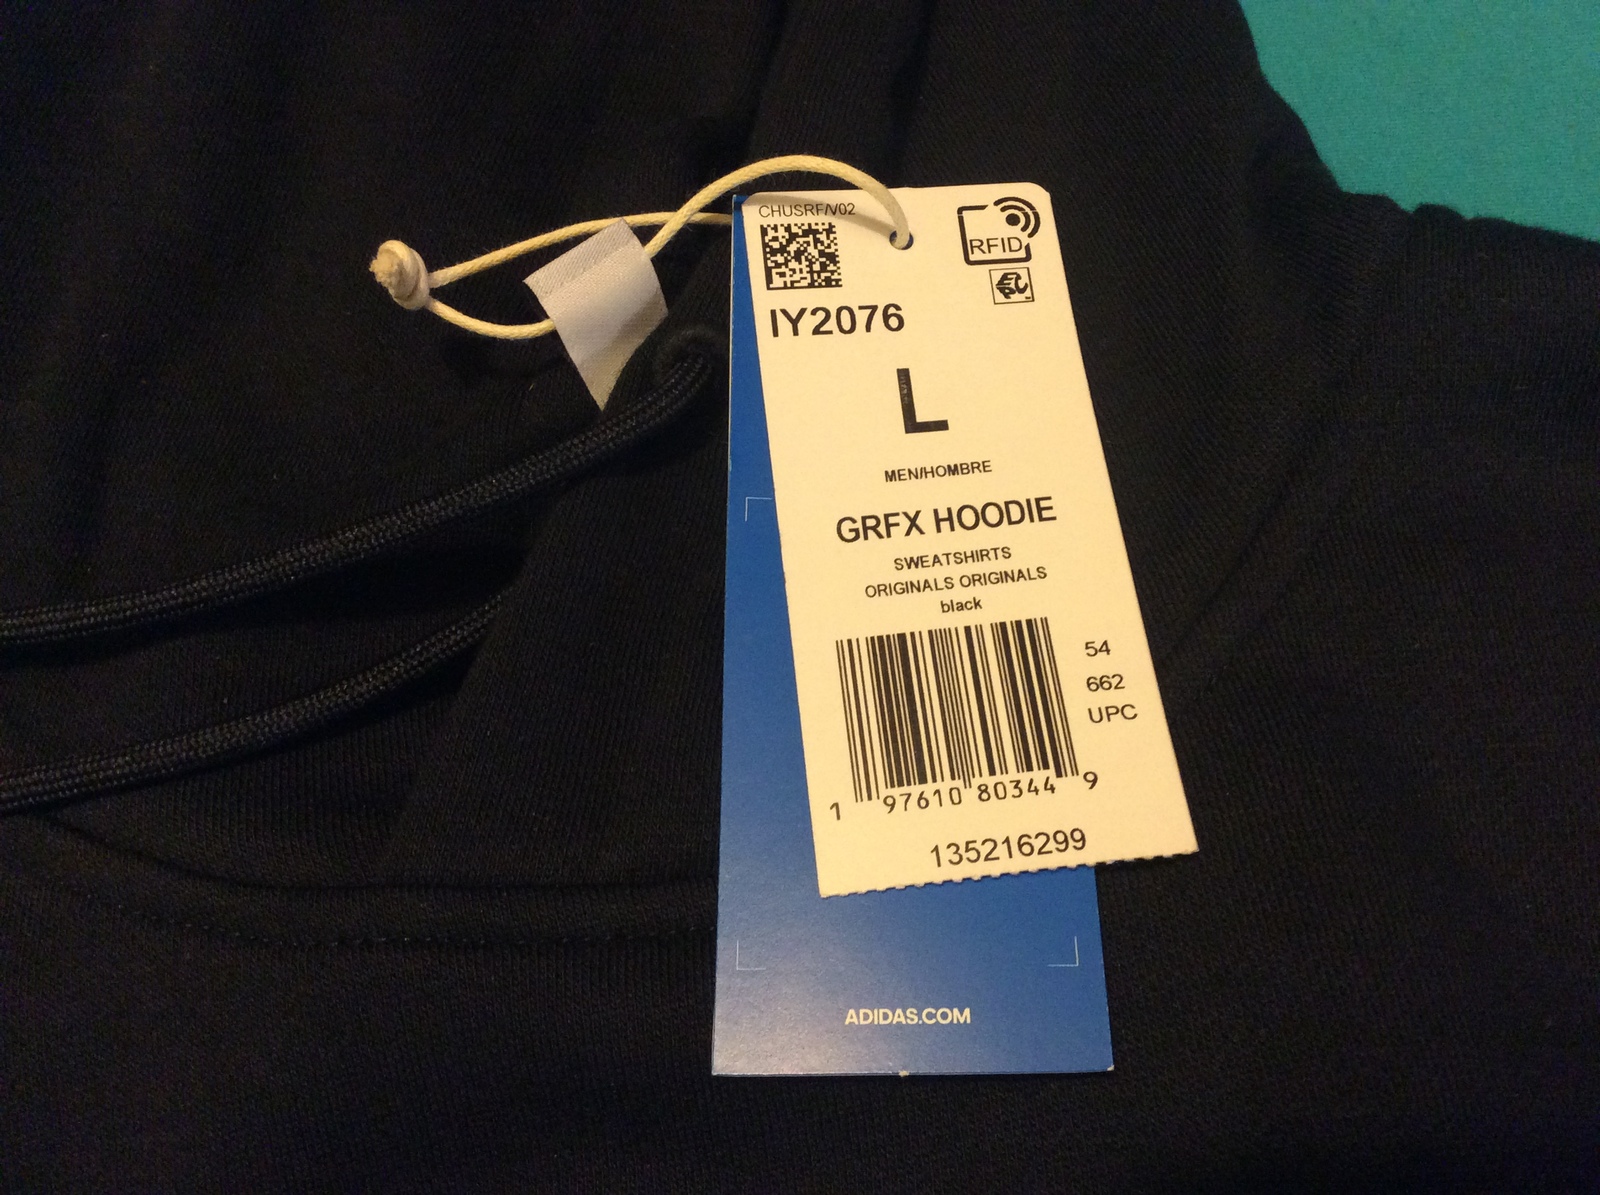 CHUSRF/V02
RFID
EPC
IY2076
L
MEN/HOMBRE
GRFX HOODIE
SWEATSHIRTS
ORIGINALS ORIGINALS
black
54
662
UPC
1 97610 80344 9
135216299
ADIDAS.COM